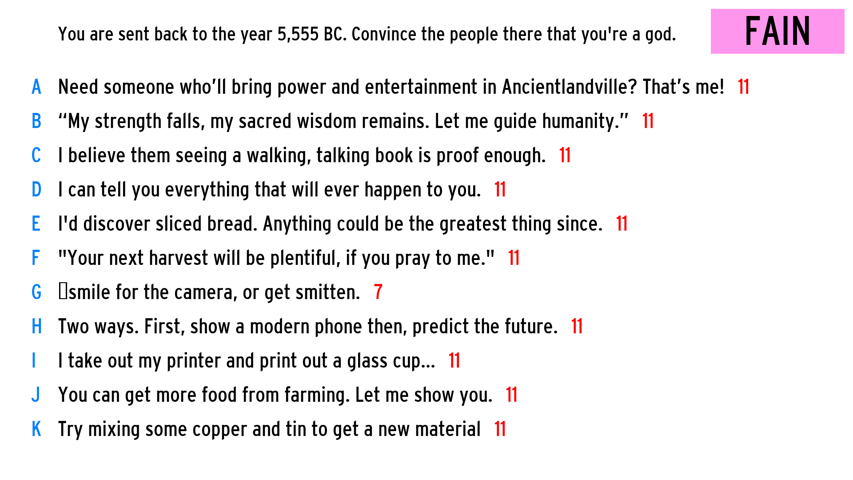 You are sent back to the year 5,555 BC. Convince the people there that you're a god.
FAIN
A Need someone who’ll bring power and entertainment in Ancientlandville? That’s me! 11
B “My strength falls, my sacred wisdom remains. Let me guide humanity.” 11
C I believe them seeing a walking, talking book is proof enough. 11
D I can tell you everything that will ever happen to you. 11
E I'd discover sliced bread. Anything could be the greatest thing since. 11
F "Your next harvest will be plentiful, if you pray to me." 11
G smile for the camera, or get smitten. 7
H Two ways. First, show a modern phone then, predict the future. 11
I I take out my printer and print out a glass cup... 11
J You can get more food from farming. Let me show you. 11
K Try mixing some copper and tin to get a new material 11